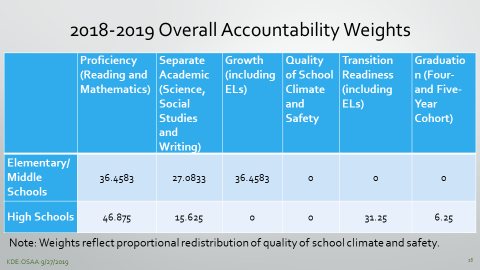 2018-2019 Overall Accountability Weights
Proficiency (Reading and Mathematics)
Separate Academic (Science, Social Studies and Writing)
Growth (including ELs)
Quality of School Climate and Safety
Transition Readiness (including ELs)
Graduatio n (Four- and Five- Year Cohort)
Elementary/ Middle Schools
36.4583
27.0833
36.4583
0
0
0
High Schools
46.875
15.625
0
0
31.25
6.25
Note: Weights reflect proportional redistribution of quality of school climate and safety.
KDE-OSAA-9/27/2019